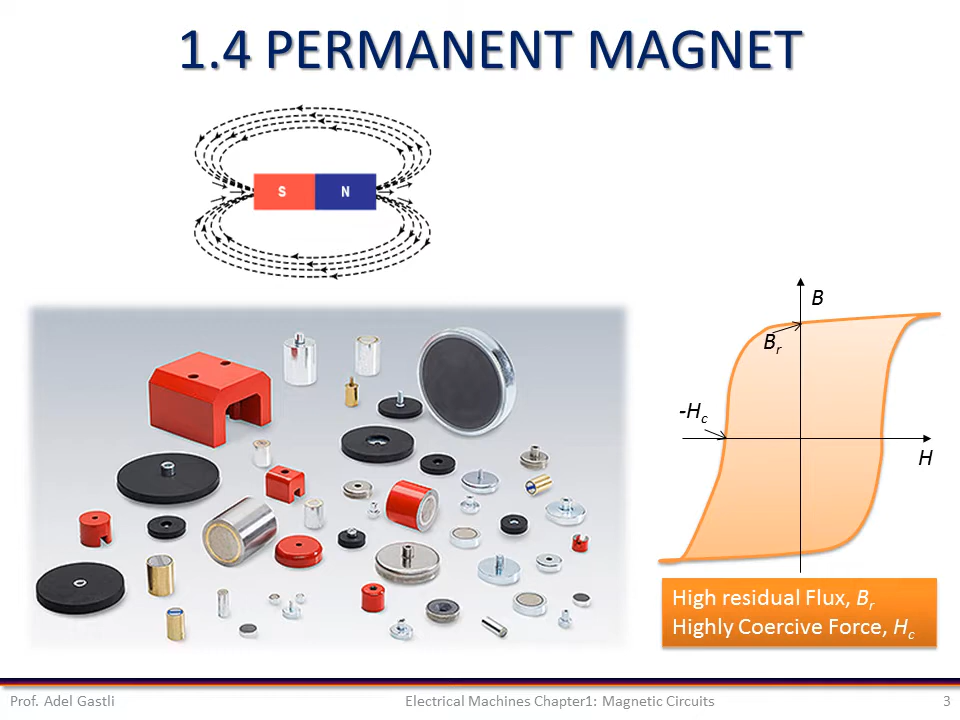 1.4 PERMANENT MAGNET
S N
B
Br
-Hc
H
High residual Flux, Br
Highly Coercive Force, Hc
Prof. Adel Gastli
Electrical Machines Chapter1: Magnetic Circuits
3